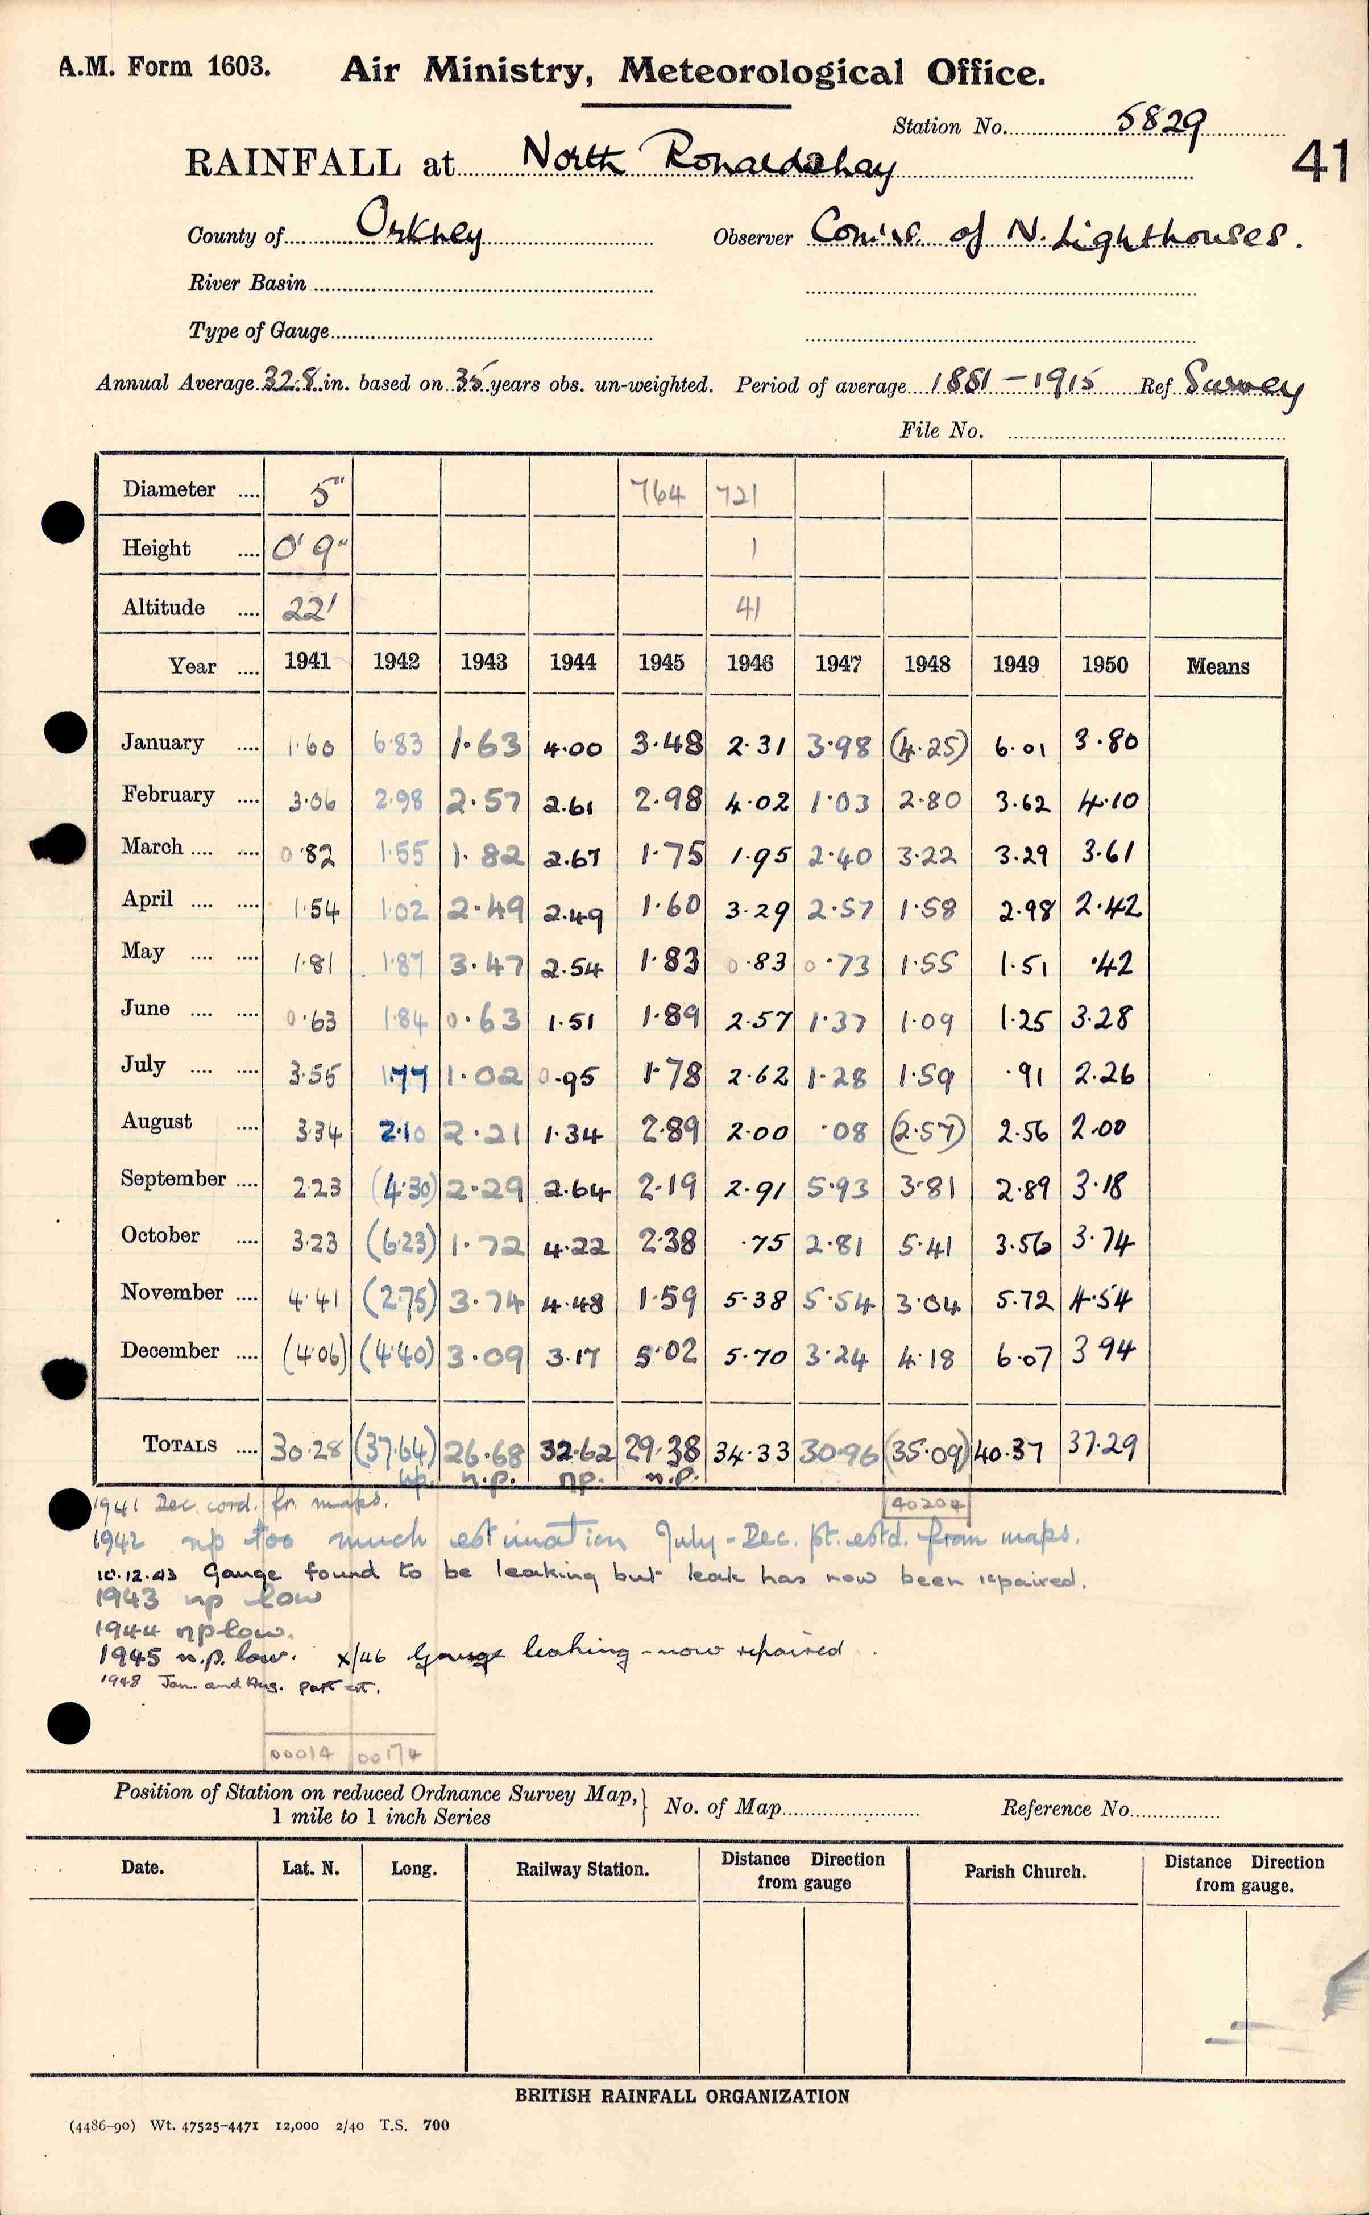 A.M. Form 1603. Air Ministry, Meteorological Office.
Station No. 5829
RAINFALL at North Ronaldshay
41
County of Orkney Observer Comrs. of N. Lighthouses.
River Basin
Type of Gauge
Annual Average 32.8 in. based on 35 years obs. un-weighted. Period of average 1881-1915 Ref Survey
File No.
Diameter .... 5" 764 721
Height .... 0' 9" 1
Altitude .... 22' 41
Year .... 1941 1942 1943 1944 1945 1946 1947 1948 1949 1950 Means
January .... 1.60 6.83 1.63 4.00 3.48 2.31 3.98 (4.25) 6.01 3.80
February .... 3.06 2.98 2.57 2.61 2.98 4.02 1.03 2.80 3.62 4.10
March .... .... 0.82 1.55 1.82 2.67 1.75 1.95 2.40 3.22 3.29 3.61
April .... .... 1.54 1.02 2.49 2.49 1.60 3.29 2.57 1.58 2.98 2.42
May .... .... 1.81 1.87 3.47 2.54 1.83 0.83 0.73 1.55 1.51 .42
June .... .... 0.63 1.84 0.63 1.51 1.89 2.57 1.37 1.09 1.25 3.28
July .... .... 3.55 1.77 1.02 0.95 1.78 2.62 1.28 1.59 .91 2.26
August .... 3.34 2.10 2.21 1.34 2.89 2.00 .08 (2.57) 2.56 2.00
September .... 2.23 (4.30) 2.29 2.64 2.19 2.91 5.93 3.81 2.89 3.18
October .... 3.23 (6.23) 1.72 4.22 2.38 .75 2.81 5.41 3.56 3.74
November .... 4.41 (2.75) 3.74 4.48 1.59 5.38 5.54 3.04 5.72 4.54
December .... (4.06) (4.40) 3.09 3.17 5.02 5.70 3.24 4.18 6.07 3 94
TOTALS .... 30.28 (37.64) 26.68 32.62 29.38 34.33 30.96 (35.09) 40.37 37.29
n.p. n.p. n.p. n.p.
1941 Dec cord. fr. maps. 40204
1942 np too much estimation July - Dec. pt. estd. from maps.
10.12.43 Gauge found to be leaking but leak has now been repaired.
1943 np low
1944 np low.
1945 n.p. low. X/46 Gauge leaking - now repaired.
1948 Jan. and Aug. part est.
00014 00174
Position of Station on reduced Ordnance Survey Map, } No. of Map Reference No.
1 mile to 1 inch Series
Date. Lat. N. Long. Railway Station. Distance Direction from gauge Parish Church. Distance Direction from gauge.
BRITISH RAINFALL ORGANIZATION
(4486-90) Wt. 47525-4471 12,000 2/40 T.S. 700